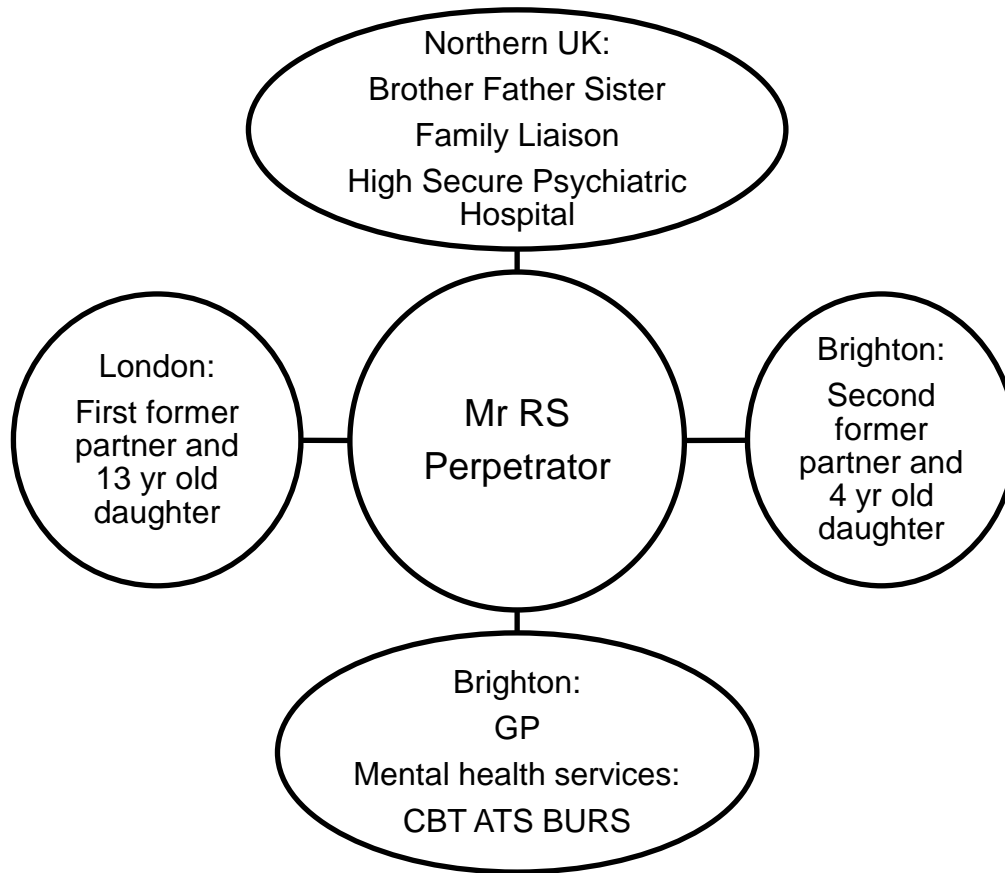 Northern UK:
Brother Father Sister
Family Liaison
High Secure Psychiatric
Hospital
London:
First former
partner and
13 yr old
daughter
Mr RS
Perpetrator
Brighton:
Second
former
partner and
4 yr old
daughter
Brighton:
GP
Mental health services:
CBT ATS BURS